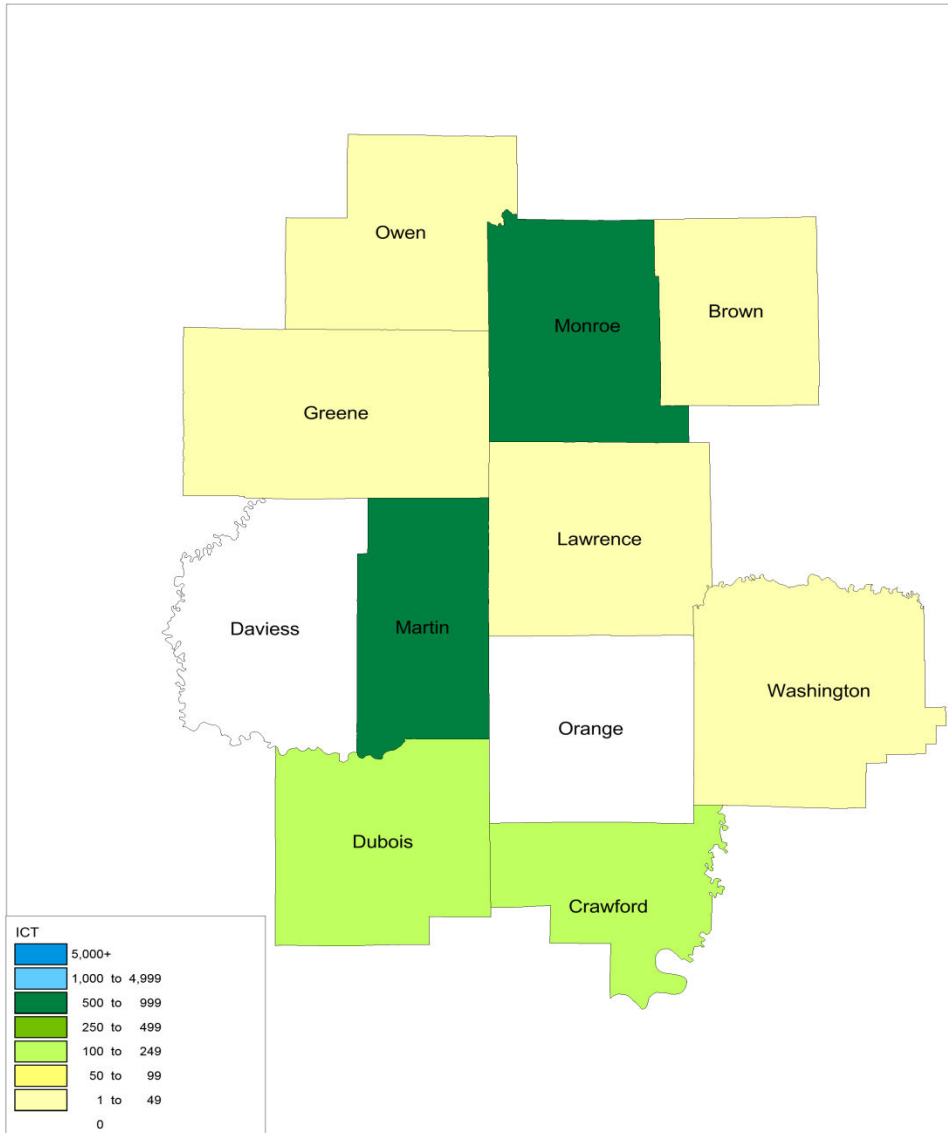 Owen
Monroe
Brown
Greene
Lawrence
Daviess
Martin
Washington
Orange
Dubois
Crawford
ICT
5,000+
1,000 to 4,999
500 to 999
250 to 499
100 to 249
50 to 99
1 to 49
0